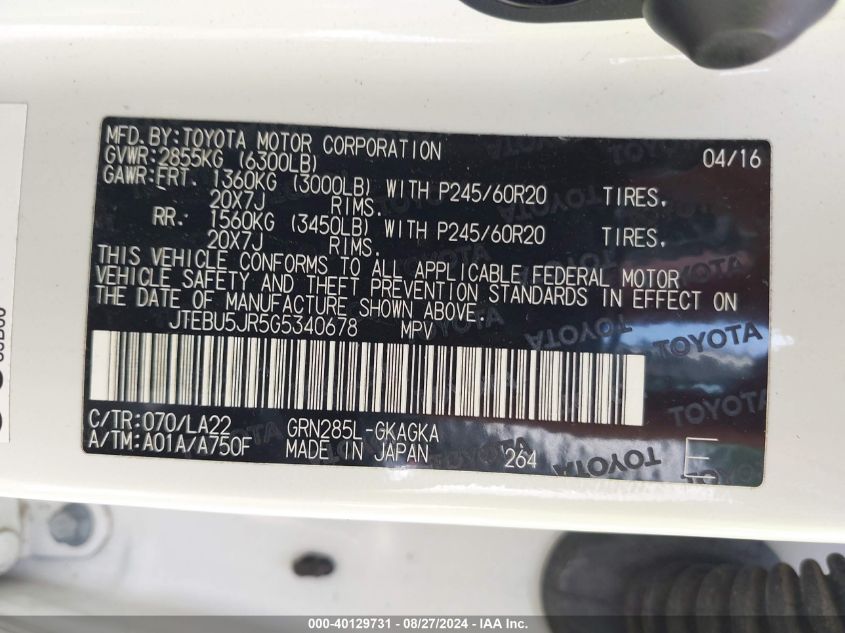 MFD. BY: TOYOTA MOTOR CORPORATION 04/16
GVWR: 2855KG (6300LB)
GAWR: FRT. 1360KG (3000LB) WITH P245/60R20 TIRES,
20X7J RIMS.
RR: 1560KG (3450LB) WITH P245/60R20 TIRES,
20X7J RIMS.
THIS VEHICLE CONFORMS TO ALL APPLICABLE FEDERAL MOTOR
VEHICLE SAFETY AND THEFT PREVENTION STANDARDS IN EFFECT ON
THE DATE OF MANUFACTURE SHOWN ABOVE.
JTEBU5JR5G5340678 MPV
TOYOTA
C/TR: 070/LA22 GRN285L-GKAGKA
A/TM: A01A/A750F MADE IN JAPAN 264 E
TOYOTA
TOYOTA
TOYOTA
000-40129731 - 08/27/2024 - IAA Inc.